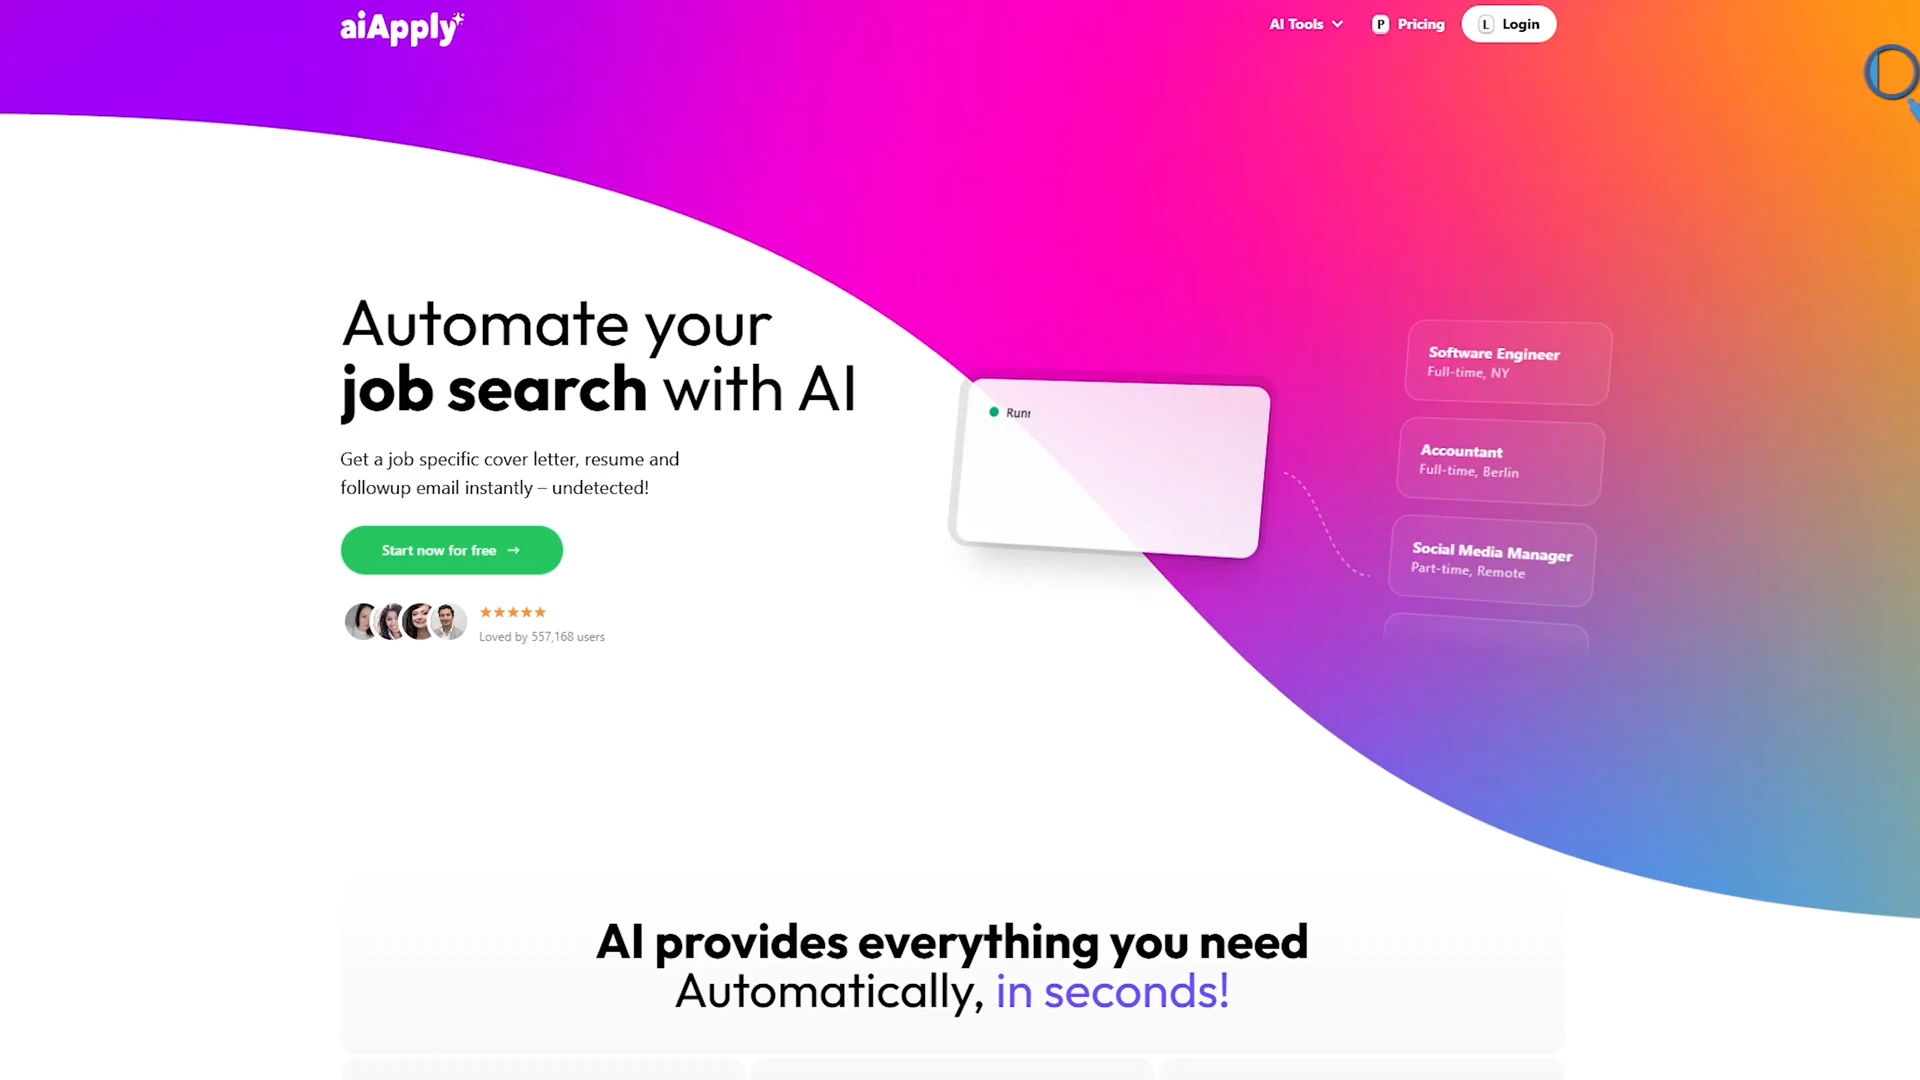 aiApply
AI Tools
P Pricing
L Login
Automate your
job search with AI
Get a job specific cover letter, resume and
followup email instantly – undetected!
Start now for free →
Loved by 557,168 users
Runn
Software Engineer
Full-time, NY
Accountant
Full-time, Berlin
Social Media Manager
Part-time, Remote
AI provides everything you need
Automatically, in seconds!